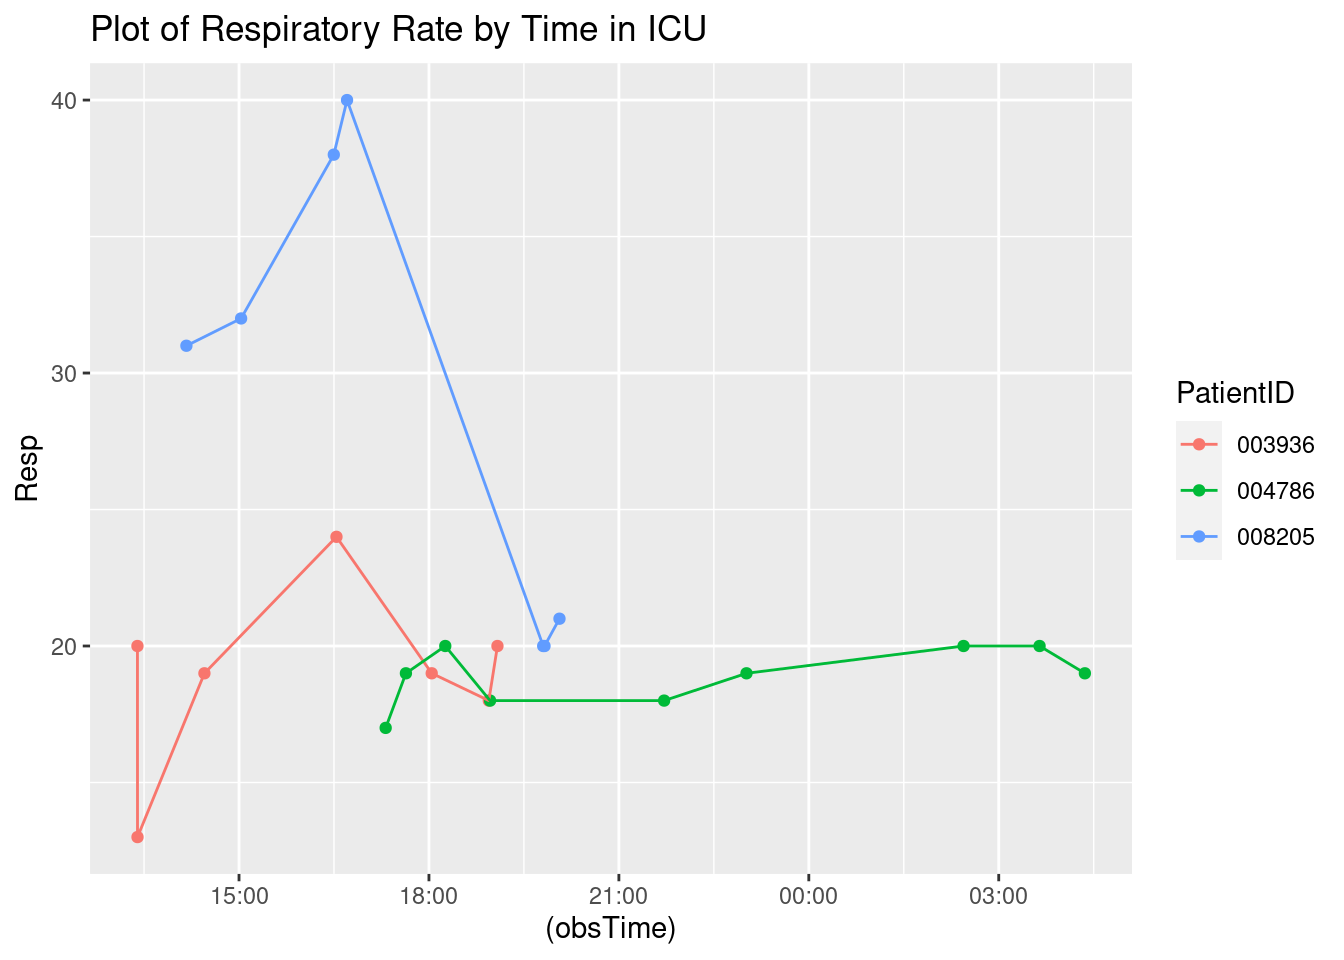 Plot of Respiratory Rate by Time in ICU
40
30
20
Resp
15:00 18:00 21:00 00:00 03:00
(obsTime)
PatientID
003936
004786
008205